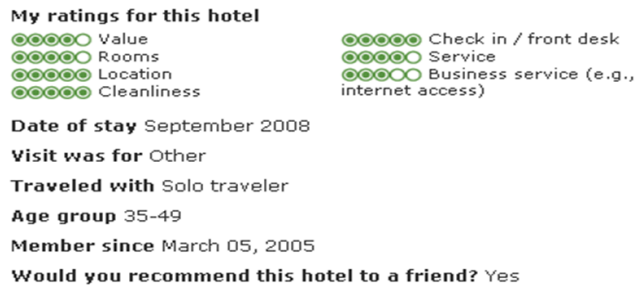 My ratings for this hotel
Value
Rooms
Location
Cleanliness
Check in / front desk
Service
Business service (e.g.,
internet access)
Date of stay September 2008
Visit was for Other
Traveled with Solo traveler
Age group 35-49
Member since March 05, 2005
Would you recommend this hotel to a friend? Yes